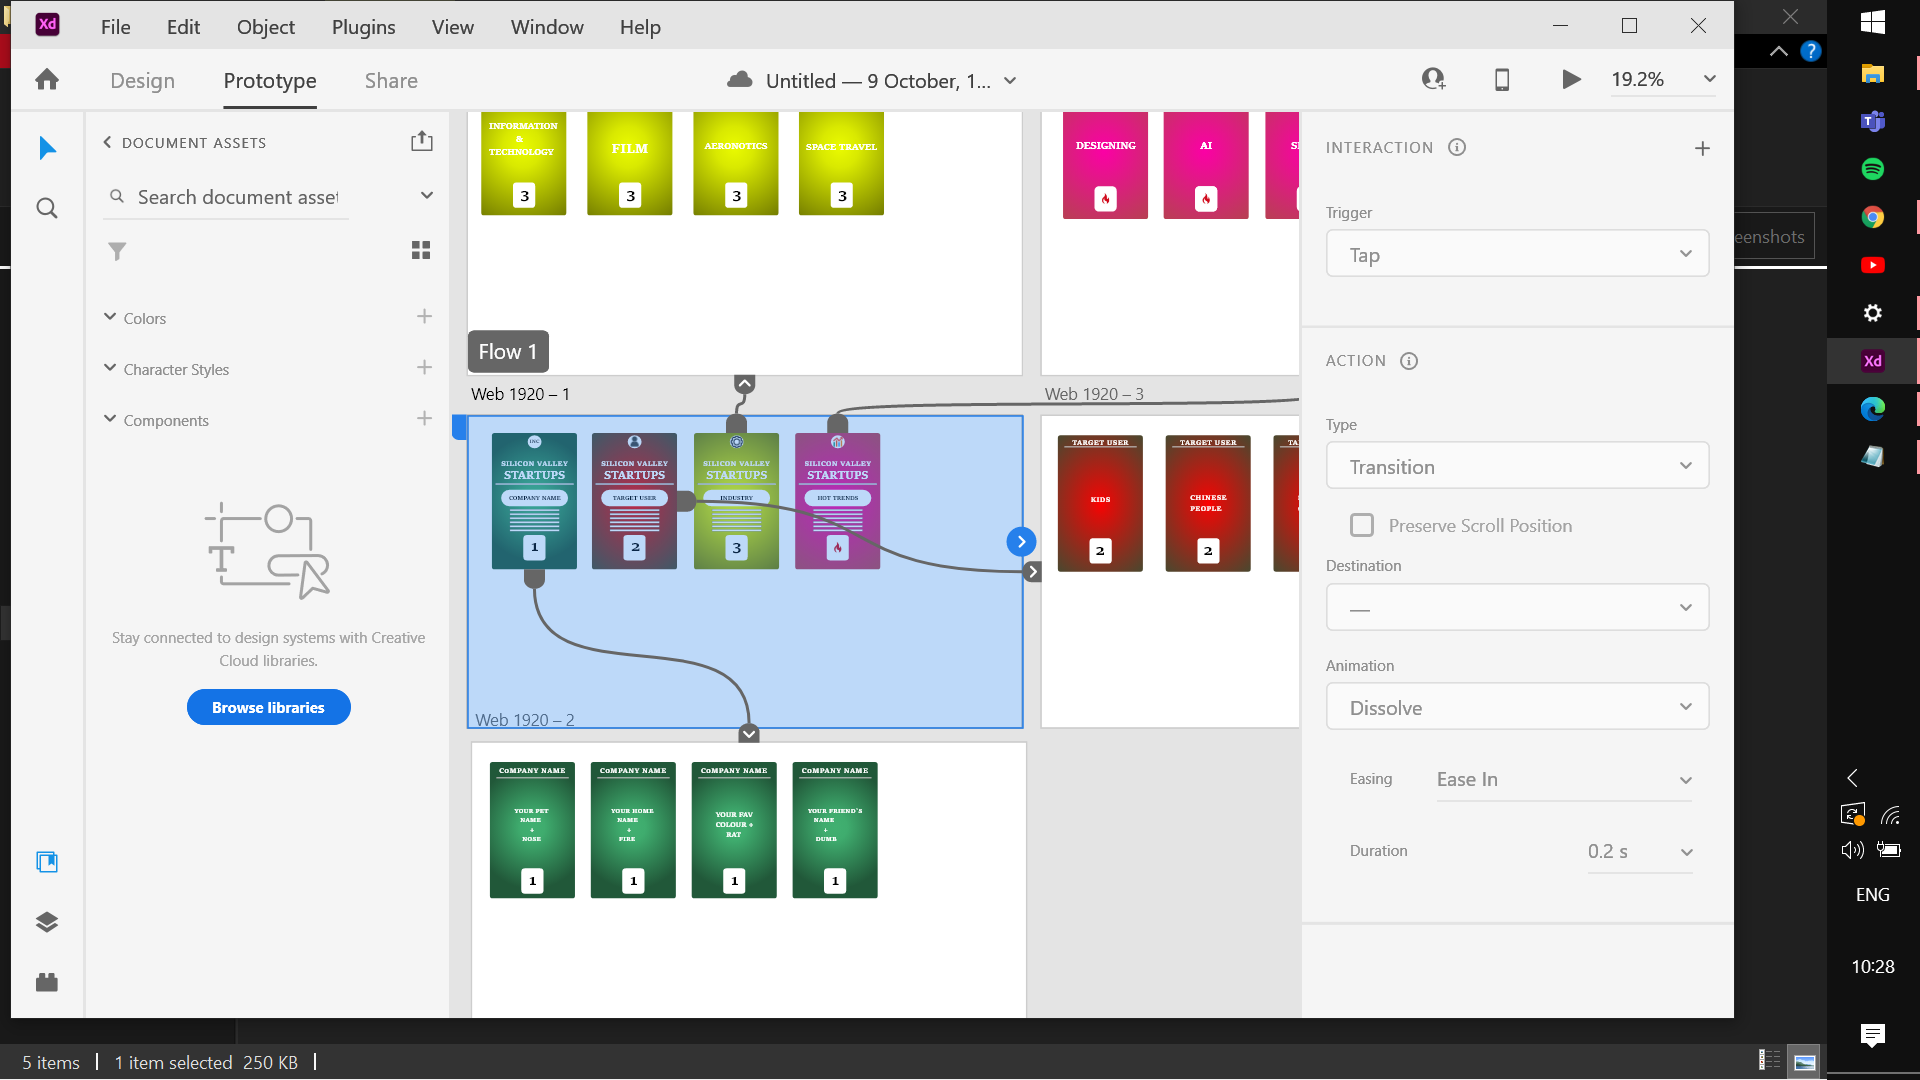 Xd File Edit Object Plugins View Window Help
Design Prototype Share
Untitled — 9 October, 1...
19.2%
DOCUMENT ASSETS
Search document asset
Colors
Character Styles
Components
Stay connected to design systems with Creative
Cloud libraries.
Browse libraries
INFORMATION
&
TECHNOLOGY
3
FILM
3
AERONOTICS
3
SPACE TRAVEL
3
DESIGNING
AI
Flow 1
Web 1920 – 1
Web 1920 – 3
INC
SILICON VALLEY
STARTUPS
COMPANY NAME
1
SILICON VALLEY
STARTUPS
TARGET USER
2
SILICON VALLEY
STARTUPS
INDUSTRY
3
SILICON VALLEY
STARTUPS
HOT TRENDS
TARGET USER
KIDS
2
TARGET USER
CHINESE
PEOPLE
2
TA
Web 1920 – 2
COMPANY NAME
YOUR PET
NAME
+
NOSE
1
COMPANY NAME
YOUR HOME
NAME
+
FIRE
1
COMPANY NAME
YOUR FAV
COLOUR +
RAT
1
COMPANY NAME
YOUR FRIEND'S
NAME
+
DUMB
1
INTERACTION
Trigger
Tap
ACTION
Type
Transition
Preserve Scroll Position
Destination
—
Animation
Dissolve
Easing Ease In
Duration 0.2 s
?
eenshots
Xd
ENG
10:28
5 items 1 item selected 250 KB